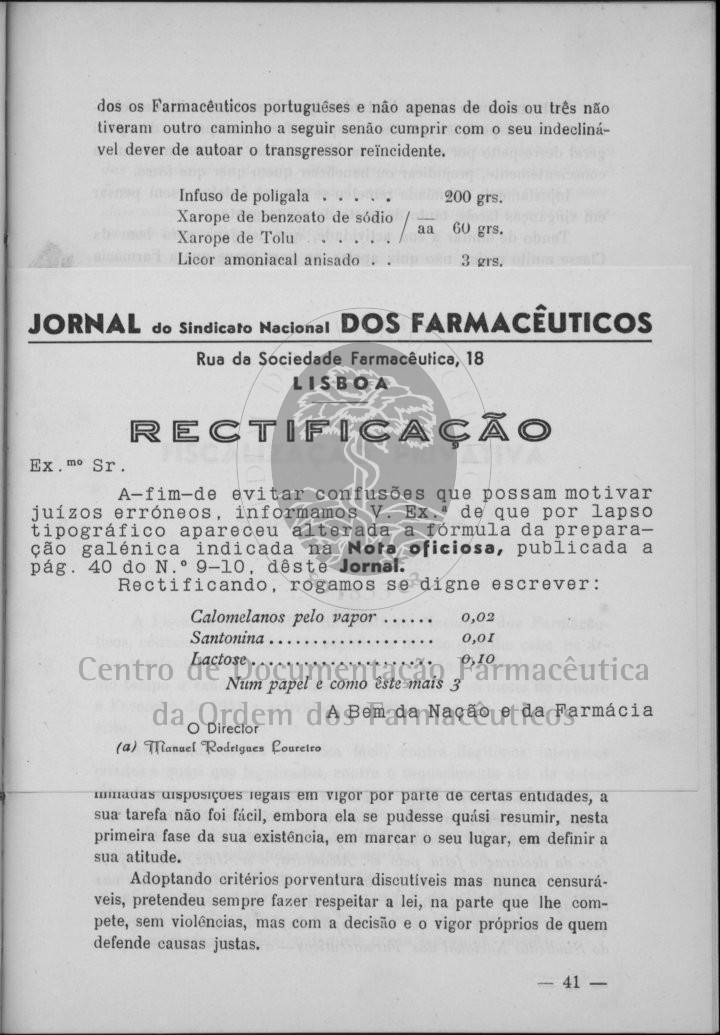 dos os Farmacêuticos portuguêses e não apenas de dois ou três não
tiveram outro caminho a seguir senão cumprir com o seu indecliná-
vel dever de autoar o transgressor reïncidente.
Infuso de poligala . . . . . 200 grs.
Xarope de benzoato de sódio / —
Xarope de Tolu . . . . . / aa 60 grs.
Licor amoniacal anisado . . 3 grs.
JORNAL do Sindicato Nacional DOS FARMACÊUTICOS
Rua da Sociedade Farmacêutica, 18
LISBOA
RECTIFICAÇÃO
Ex.mo Sr.
A-fim-de evitar confusões que possam motivar
juízos erróneos, informamos V. Ex.ª de que por lapso
tipográfico apareceu alterada a fórmula da prepara-
ção galénica indicada na Nota oficiosa, publicada a
pág. 40 do N.º 9-10, dêste Jornal.
Rectificando, rogamos se digne escrever:
Calomelanos pelo vapor ...... 0,02
Santonina ................... 0,01
Lactose ..................... 0,10
Centro de Documentação Farmacêutica
Num papel e como êste mais 3
A Bem da Nação e da Farmácia
da Ordem dos Farmacêuticos
O Director
(a) Manuel Rodrigues Loureiro
minadas disposições legais em vigor por parte de certas entidades, a
sua tarefa não foi fácil, embora ela se pudesse quási resumir, nesta
primeira fase da sua existência, em marcar o seu lugar, em definir a
sua atitude.
Adoptando critérios porventura discutíveis mas nunca censurá-
veis, pretendeu sempre fazer respeitar a lei, na parte que lhe com-
pete, sem violências, mas com a decisão e o vigor próprios de quem
defende causas justas.
— 41 —